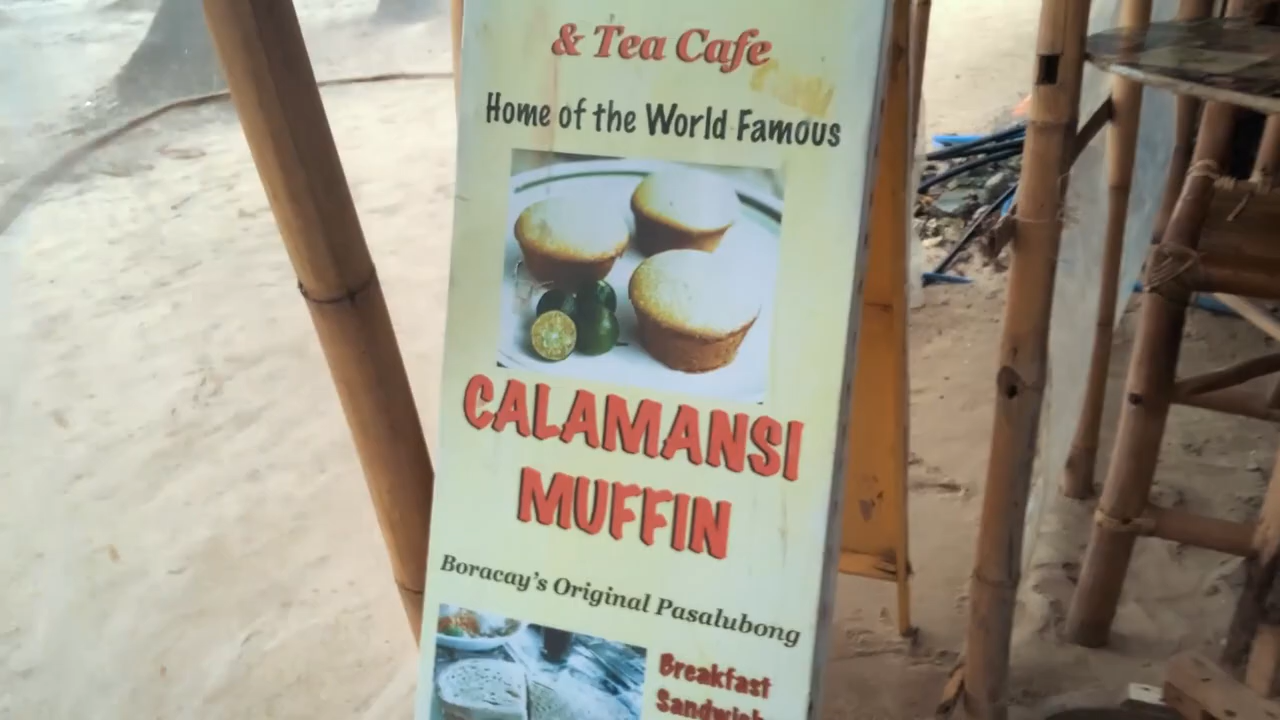 & Tea Cafe
Home of the World Famous
CALAMANSI
MUFFIN
Boracay's Original Pasalubong
Breakfast
Sandwich